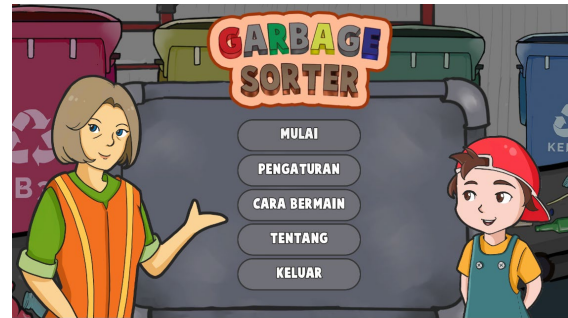 GARBAGE
SORTER
MULAI
PENGATURAN
CARA BERMAIN
TENTANG
KELUAR